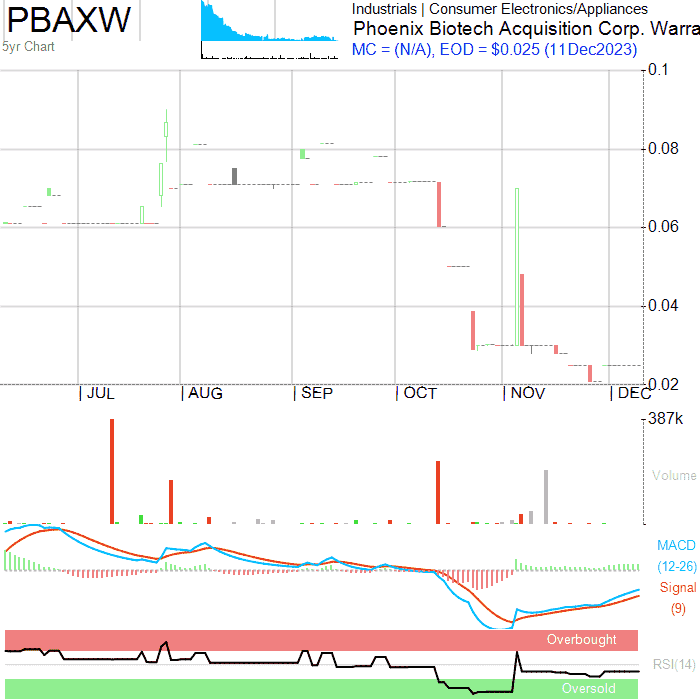 PBAXW
5yr Chart
Industrials | Consumer Electronics/Appliances
Phoenix Biotech Acquisition Corp. Warra
MC = (N/A), EOD = $0.025 (11Dec2023)
0.1
0.08
0.06
0.04
0.02
| JUL | AUG | SEP | OCT | NOV | DEC
387k
Volume
MACD
(12-26)
Signal
(9)
Overbought
RSI(14)
Oversold